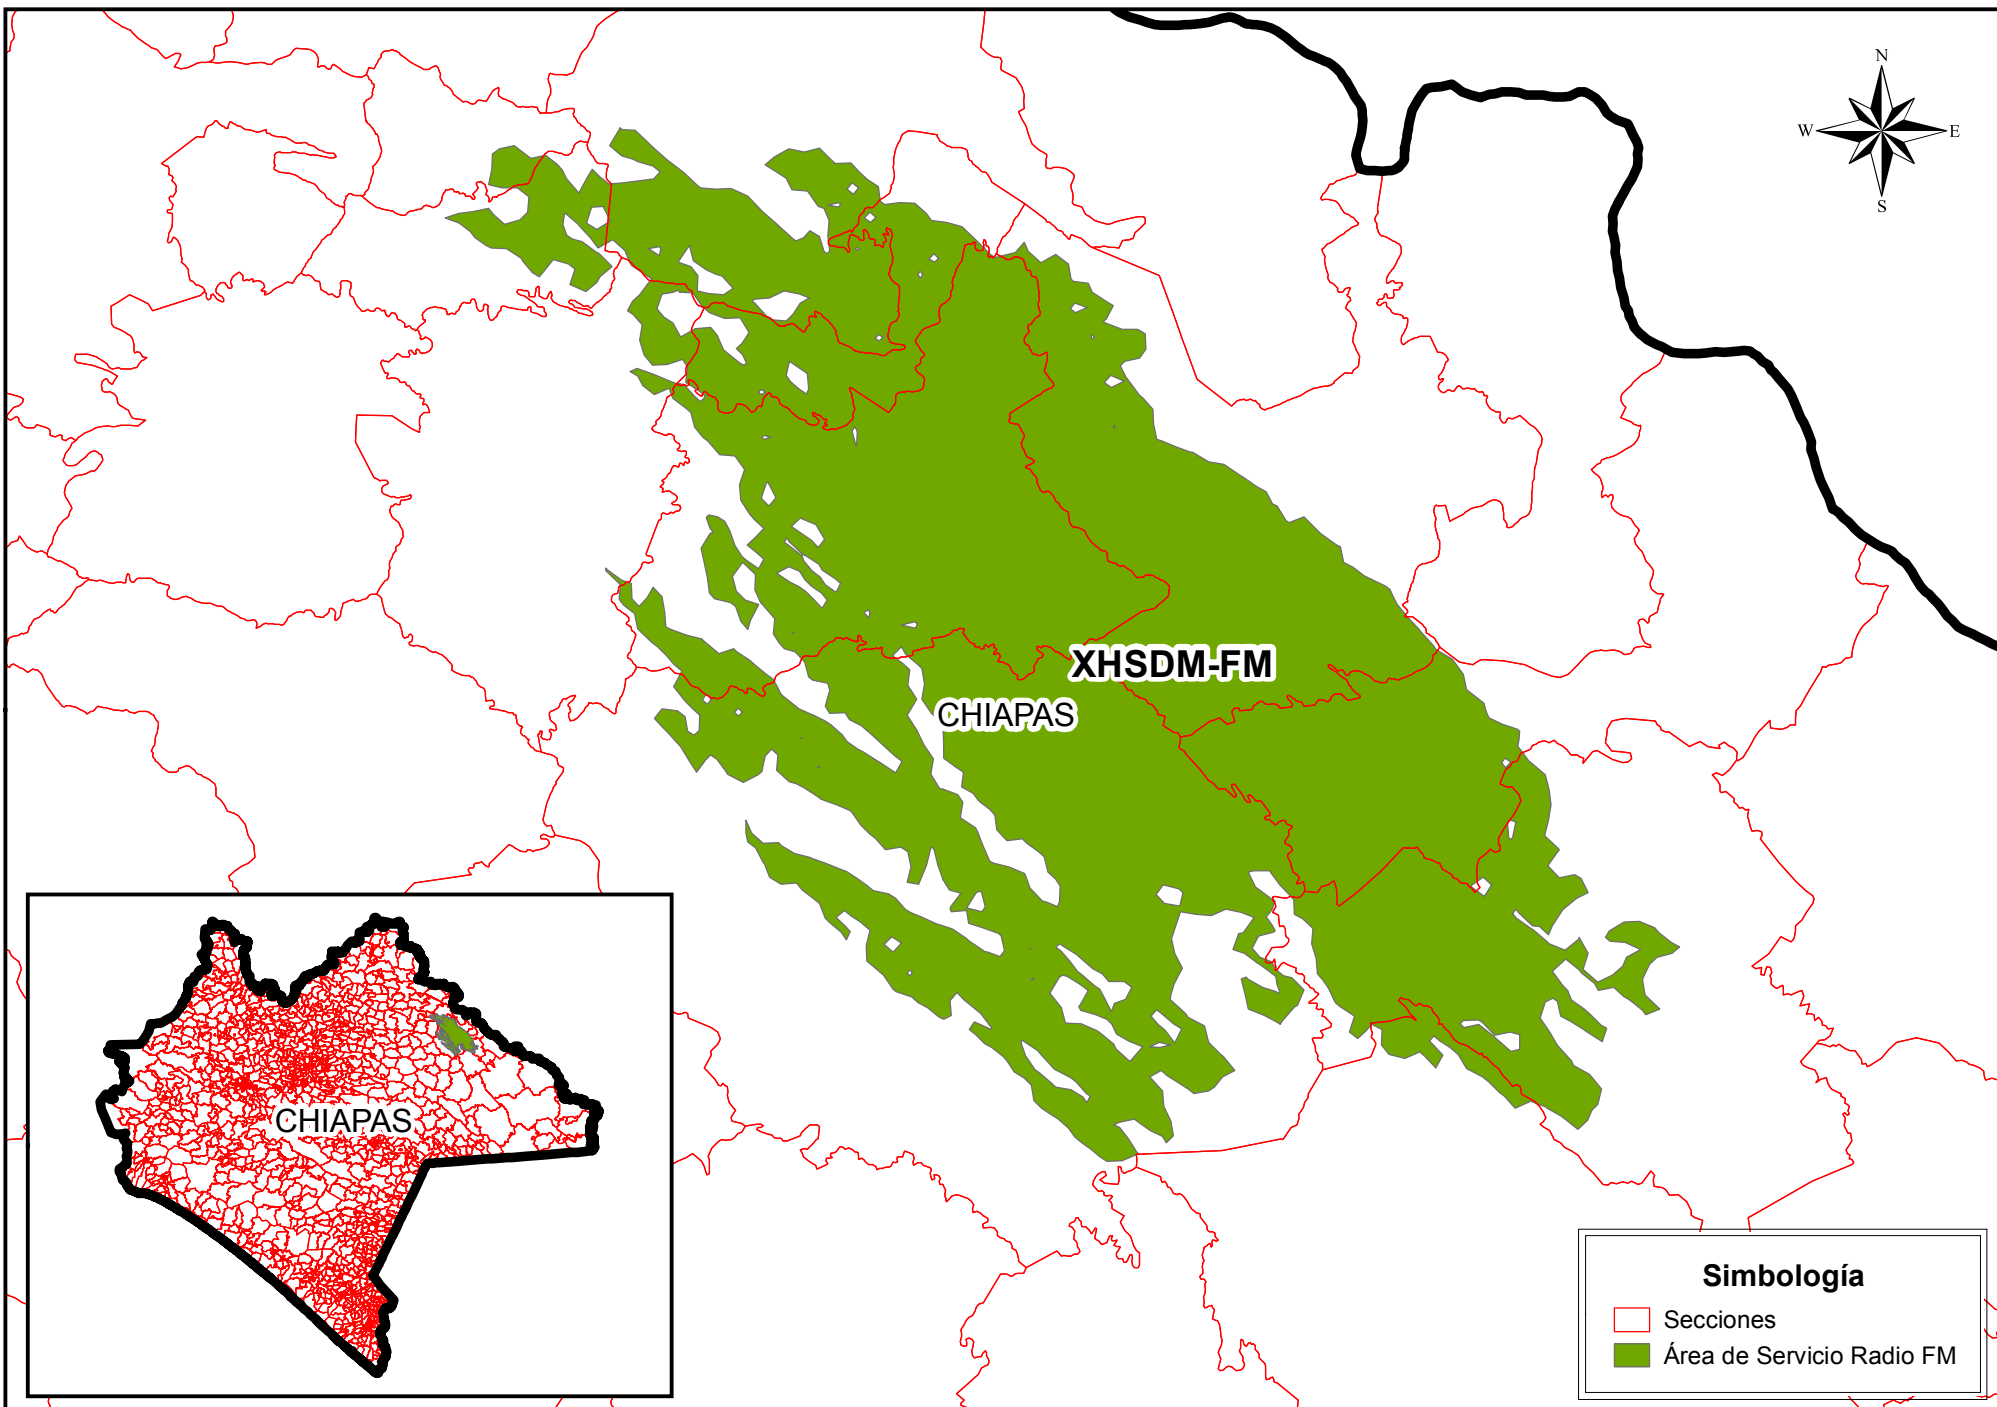 N
W E
S
XHSDM-FM
CHIAPAS
CHIAPAS
Simbología
Secciones
Área de Servicio Radio FM